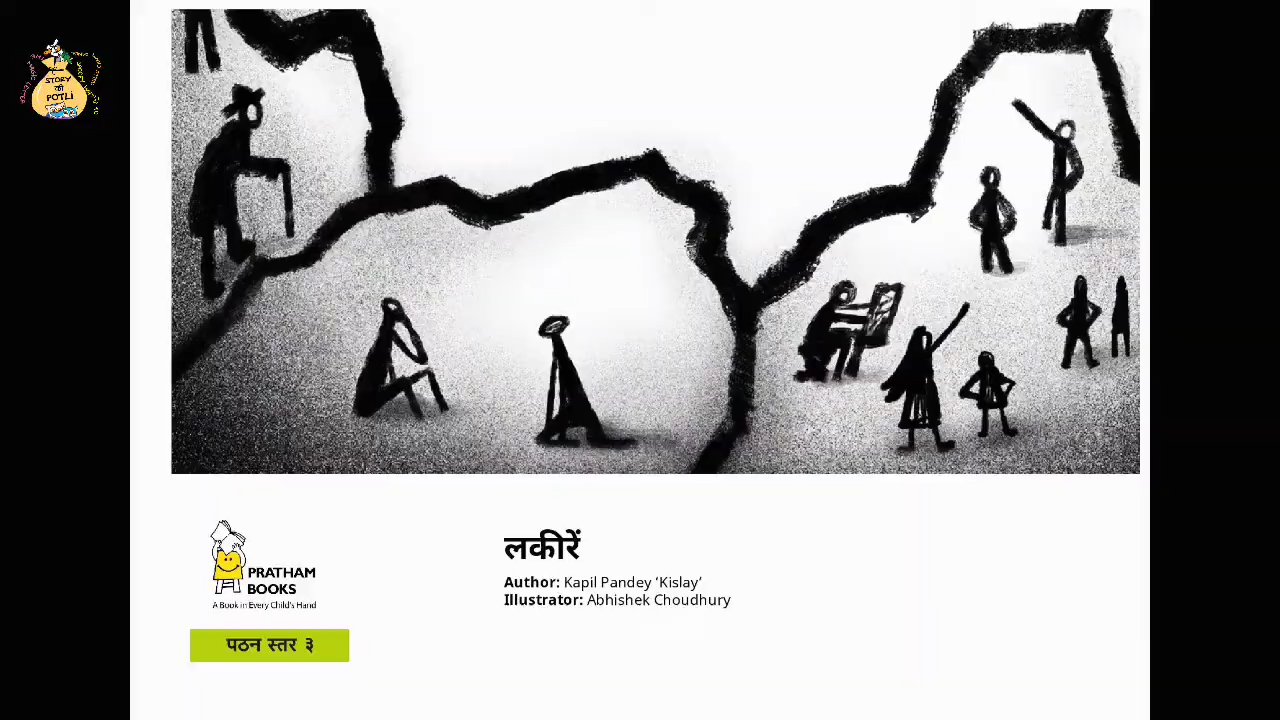 STORY
की
POTLI
लकीरें
Author: Kapil Pandey ‘Kislay’
Illustrator: Abhishek Choudhury
PRATHAM
BOOKS
A Book in Every Child's Hand
पठन स्तर ३